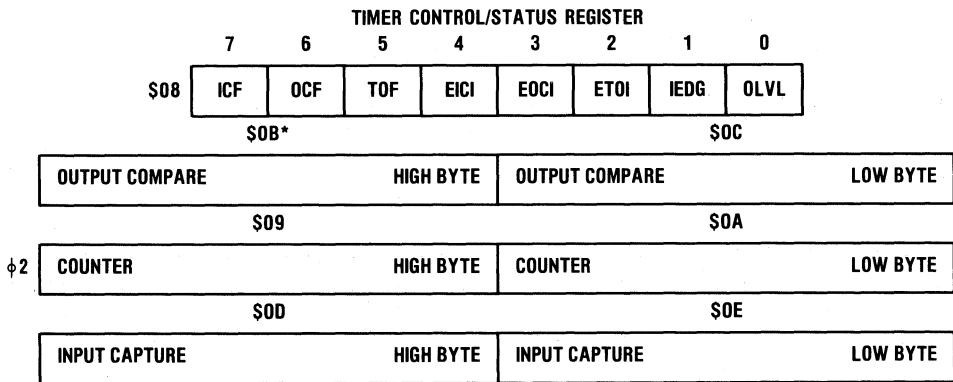 TIMER CONTROL/STATUS REGISTER
7 6 5 4 3 2 1 0
$08 ICF OCF TOF EICI EOCI ETOI IEDG OLVL
$0B* $0C
OUTPUT COMPARE HIGH BYTE OUTPUT COMPARE LOW BYTE
$09 $0A
ϕ2 COUNTER HIGH BYTE COUNTER LOW BYTE
$0D $0E
INPUT CAPTURE HIGH BYTE INPUT CAPTURE LOW BYTE